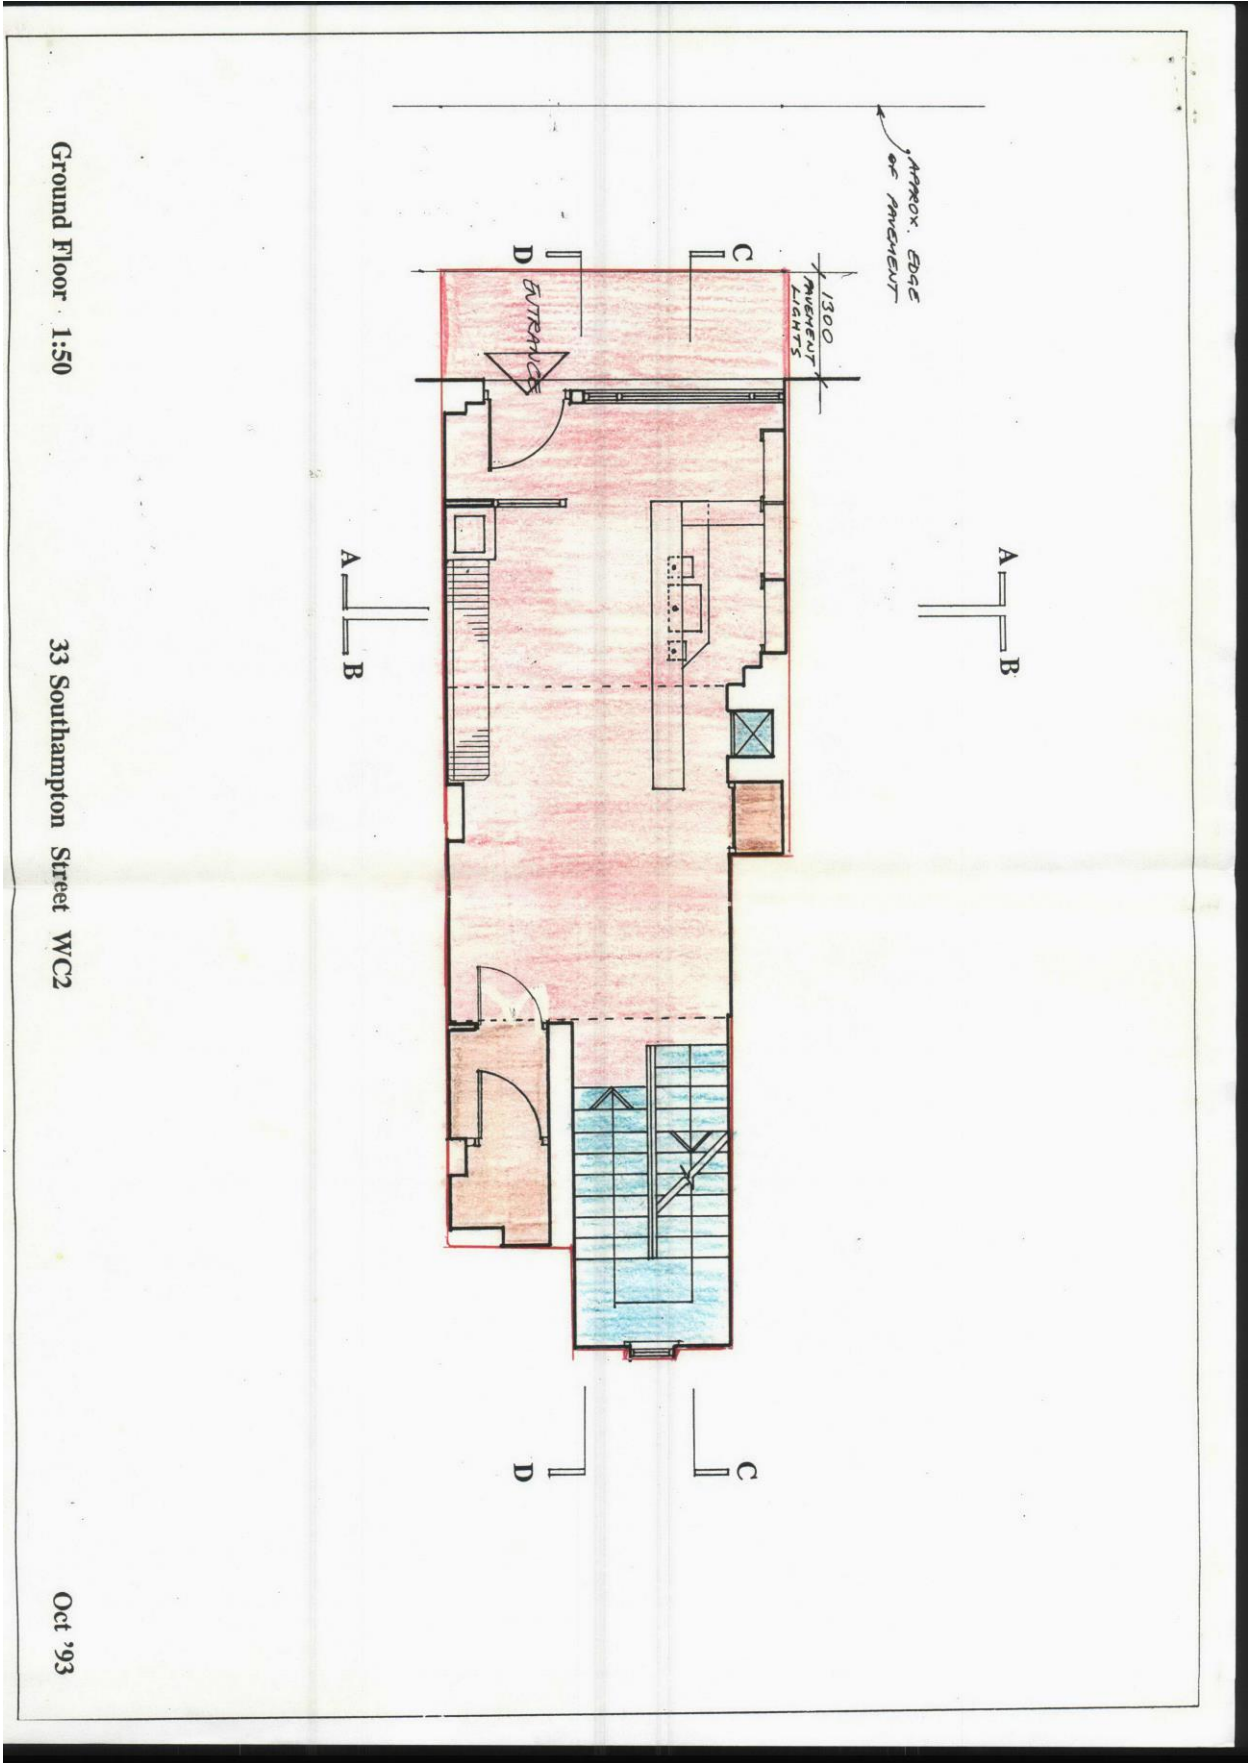 APPROX. EDGE
OF PAVEMENT
1300
PAVEMENT
LIGHTS
C
D
ENTRANCE
A
B
A
B
C
D
Ground Floor 1:50
33 Southampton Street WC2
Oct '93